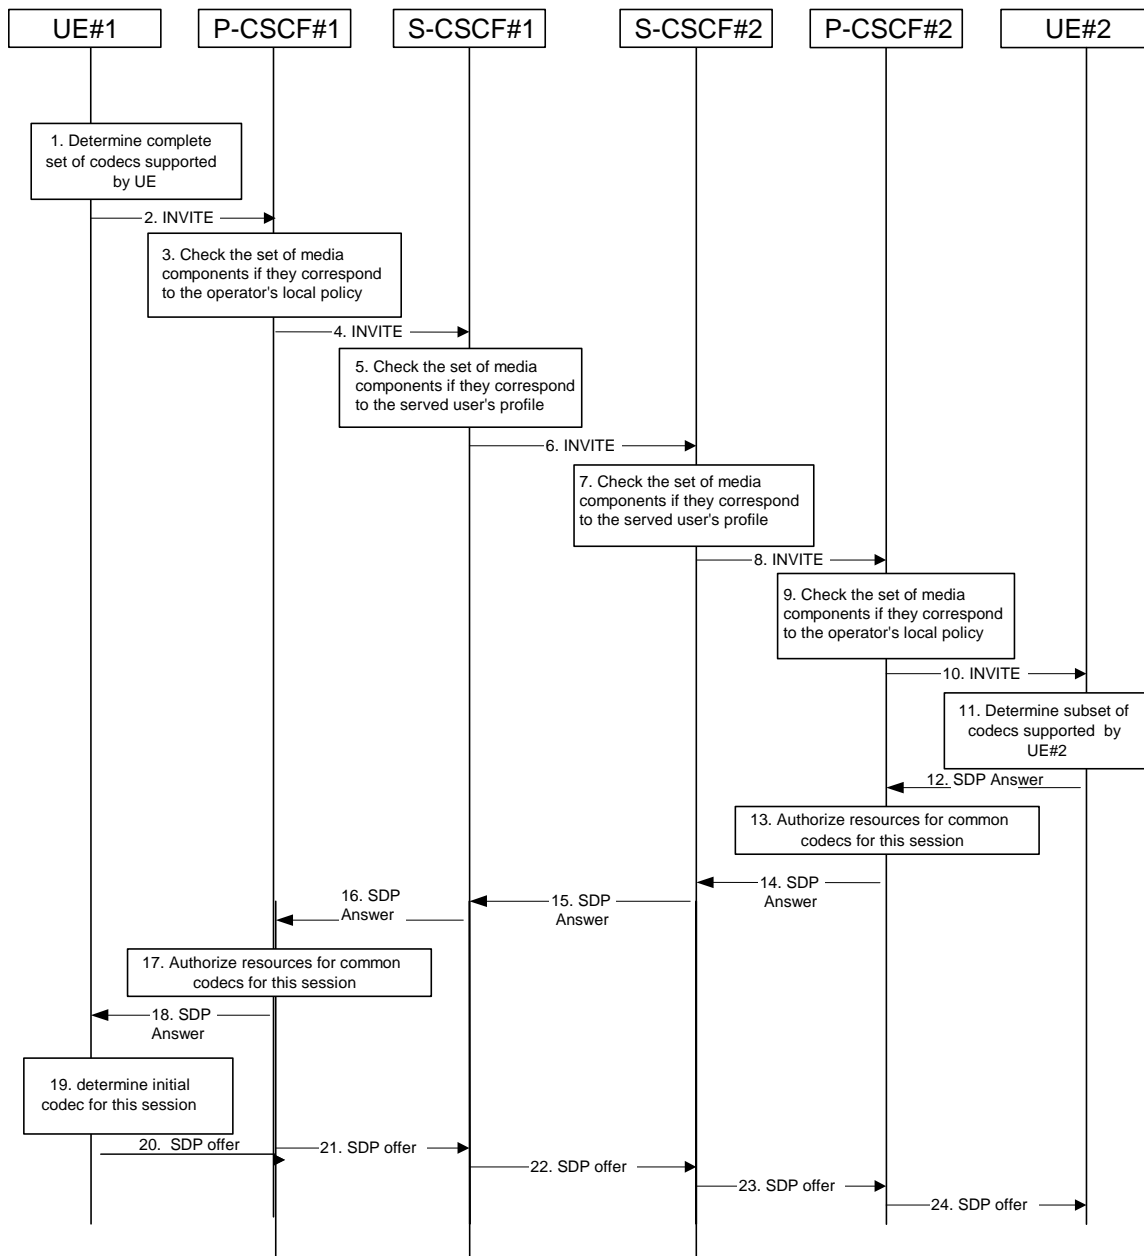 UE#1
P-CSCF#1
S-CSCF#1
S-CSCF#2
P-CSCF#2
UE#2
1. Determine complete
set of codecs supported
by UE
2. INVITE
3. Check the set of media
components if they correspond
to the operator's local policy
4. INVITE
5. Check the set of media
components if they correspond
to the served user's profile
6. INVITE
7. Check the set of media
components if they correspond
to the served user's profile
8. INVITE
9. Check the set of media
components if they correspond
to the operator's local policy
10. INVITE
11. Determine subset of
codecs supported by
UE#2
12. SDP Answer
13. Authorize resources for common
codecs for this session
14. SDP
Answer
15. SDP
Answer
16. SDP
Answer
17. Authorize resources for common
codecs for this session
18. SDP
Answer
19. determine initial
codec for this session
20. SDP offer
21. SDP offer
22. SDP offer
23. SDP offer
24. SDP offer